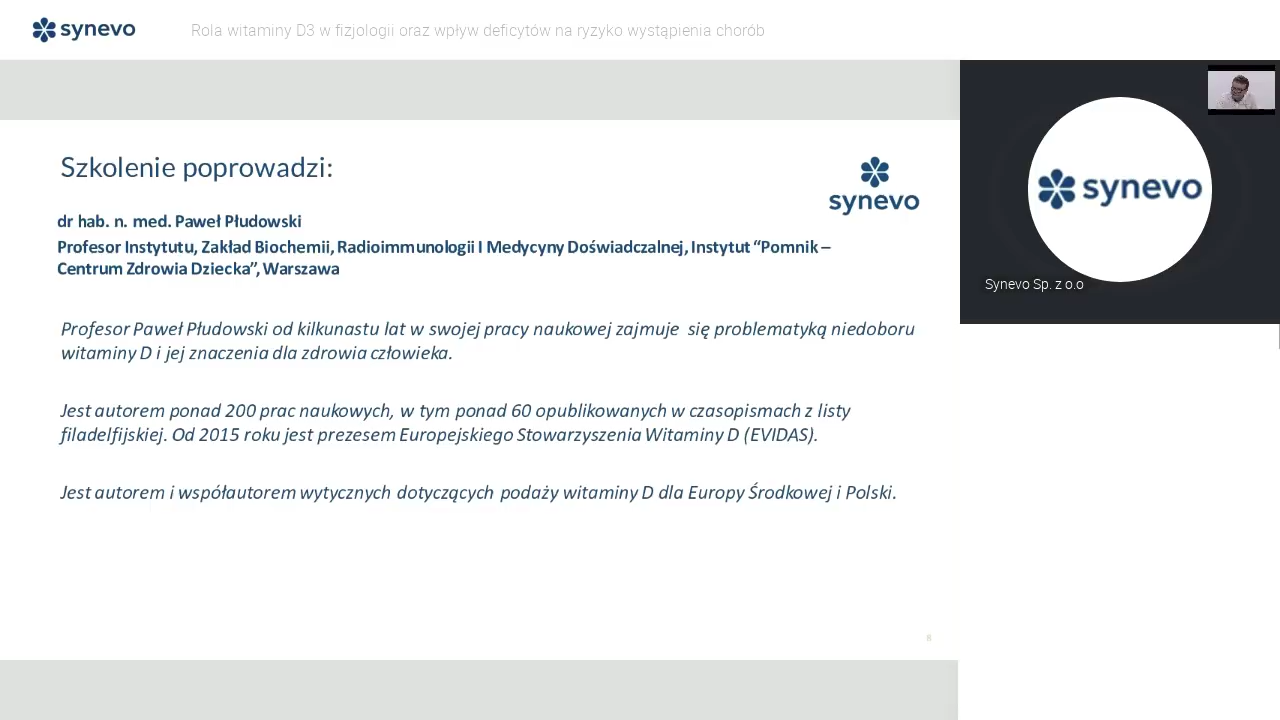 synevo
Rola witaminy D3 w fizjologii oraz wpływ deficytów na ryzyko wystąpienia chorób
Szkolenie poprowadzi:
synevo
dr hab. n. med. Paweł Płudowski
Profesor Instytutu, Zakład Biochemii, Radioimmunologii I Medycyny Doświadczalnej, Instytut “Pomnik –
Centrum Zdrowia Dziecka”, Warszawa
Profesor Paweł Płudowski od kilkunastu lat w swojej pracy naukowej zajmuje się problematyką niedoboru
witaminy D i jej znaczenia dla zdrowia człowieka.
Jest autorem ponad 200 prac naukowych, w tym ponad 60 opublikowanych w czasopismach z listy
filadelfijskiej. Od 2015 roku jest prezesem Europejskiego Stowarzyszenia Witaminy D (EVIDAS).
Jest autorem i współautorem wytycznych dotyczących podaży witaminy D dla Europy Środkowej i Polski.
8
synevo
Synevo Sp. z o.o